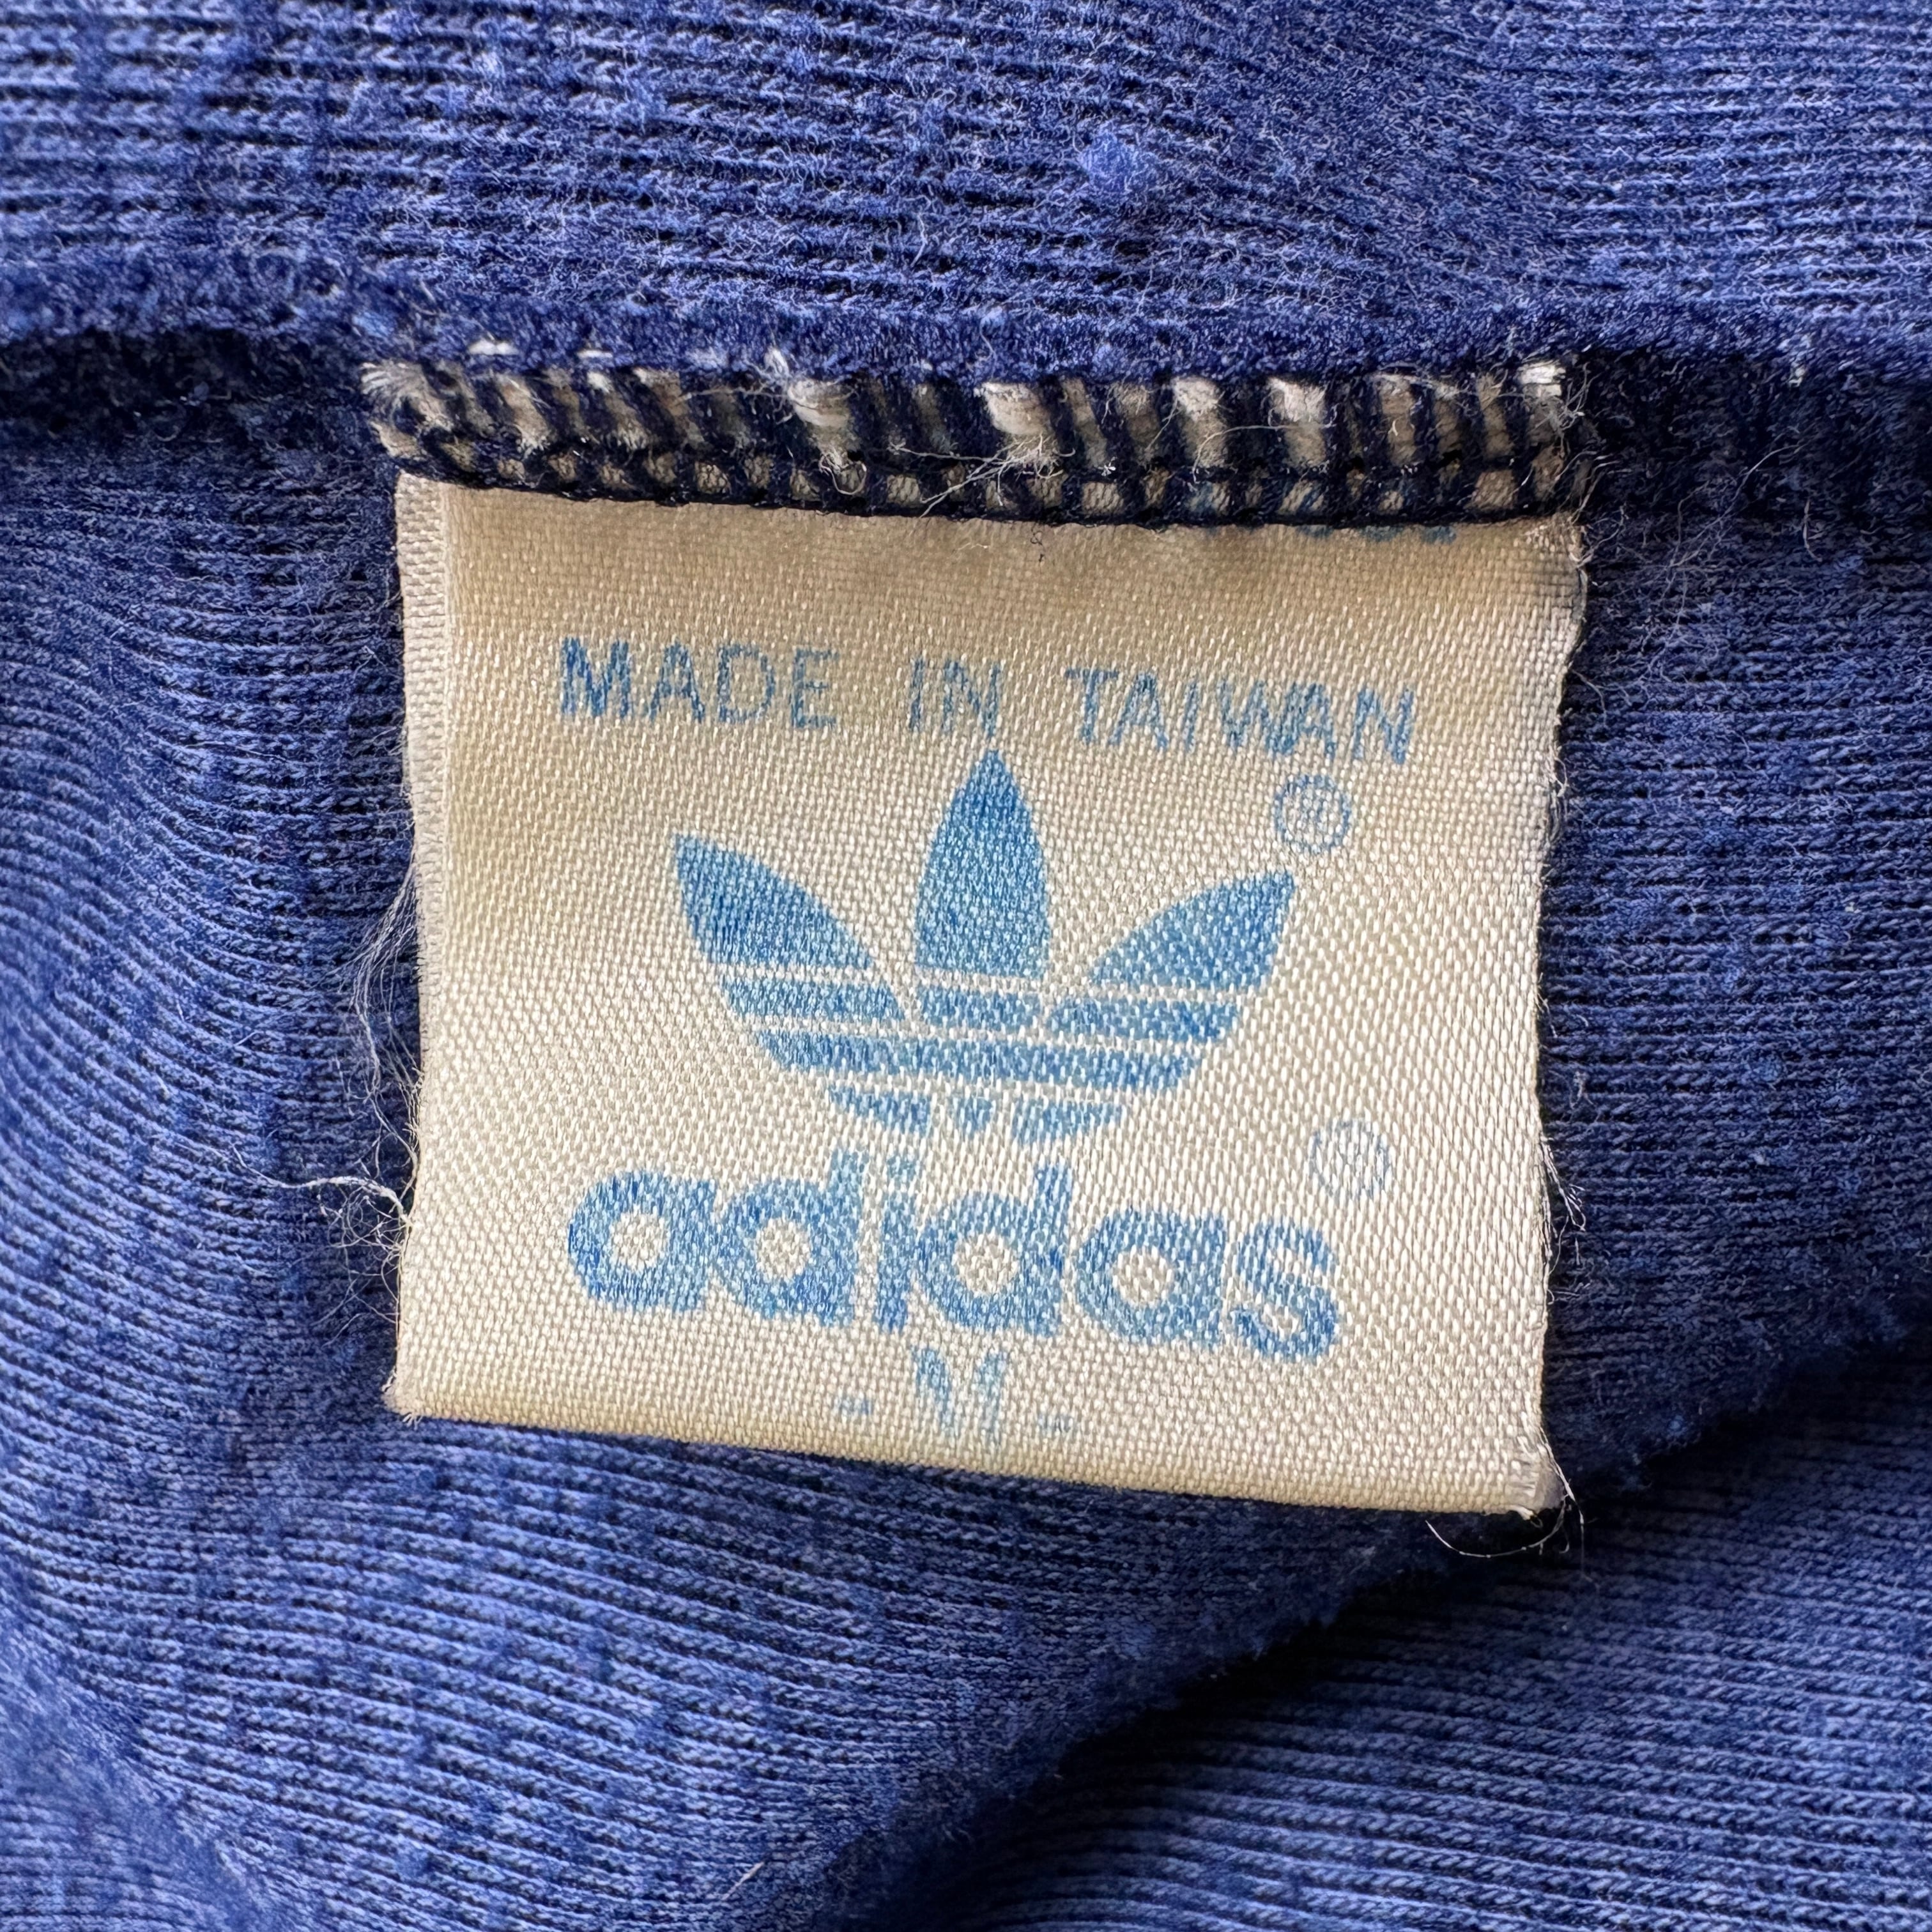 MADE IN TAIWAN
®
adidas ®
- M -